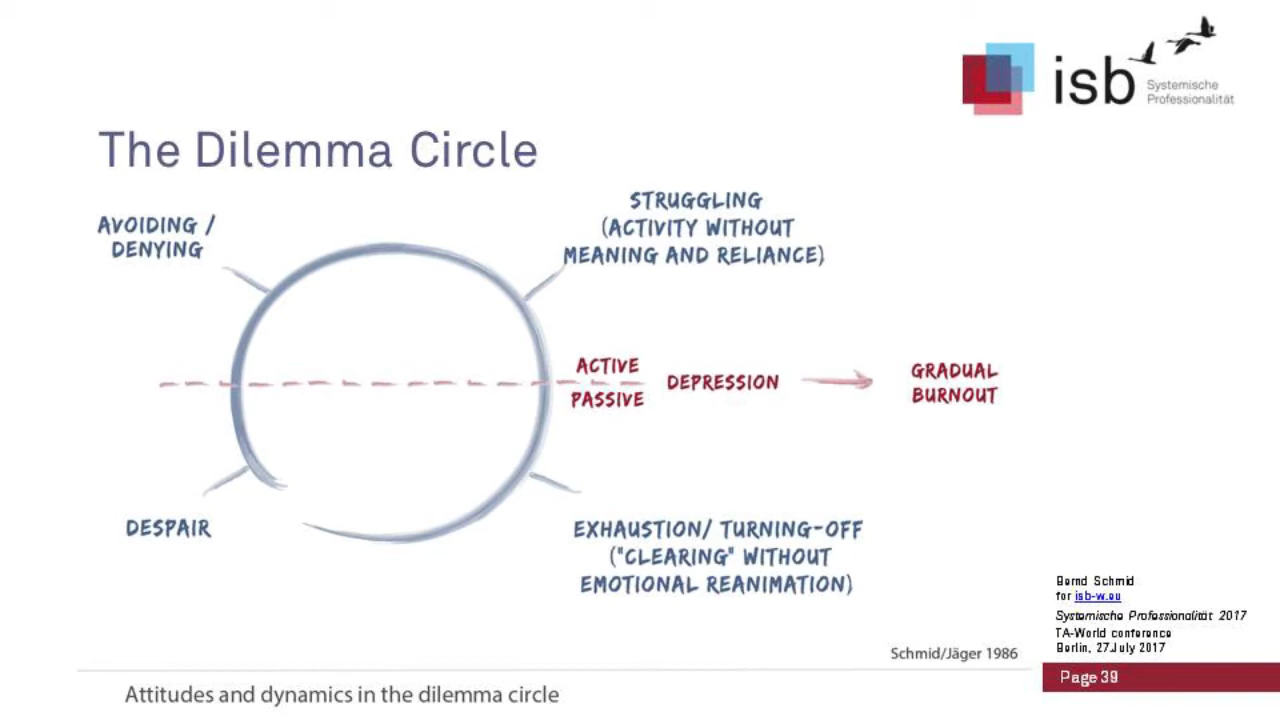 isb
Systemische
Professionalität
The Dilemma Circle
AVOIDING /
DENYING
STRUGGLING
(ACTIVITY WITHOUT
MEANING AND RELIANCE)
ACTIVE
PASSIVE
DEPRESSION
GRADUAL
BURNOUT
DESPAIR
EXHAUSTION/ TURNING-OFF
("CLEARING" WITHOUT
EMOTIONAL REANIMATION)
Bernd Schmid
for isb-w.eu
Systemische Professionalität 2017
TA-World conference
Berlin, 27.July 2017
Schmid/Jäger 1986
Page 39
Attitudes and dynamics in the dilemma circle